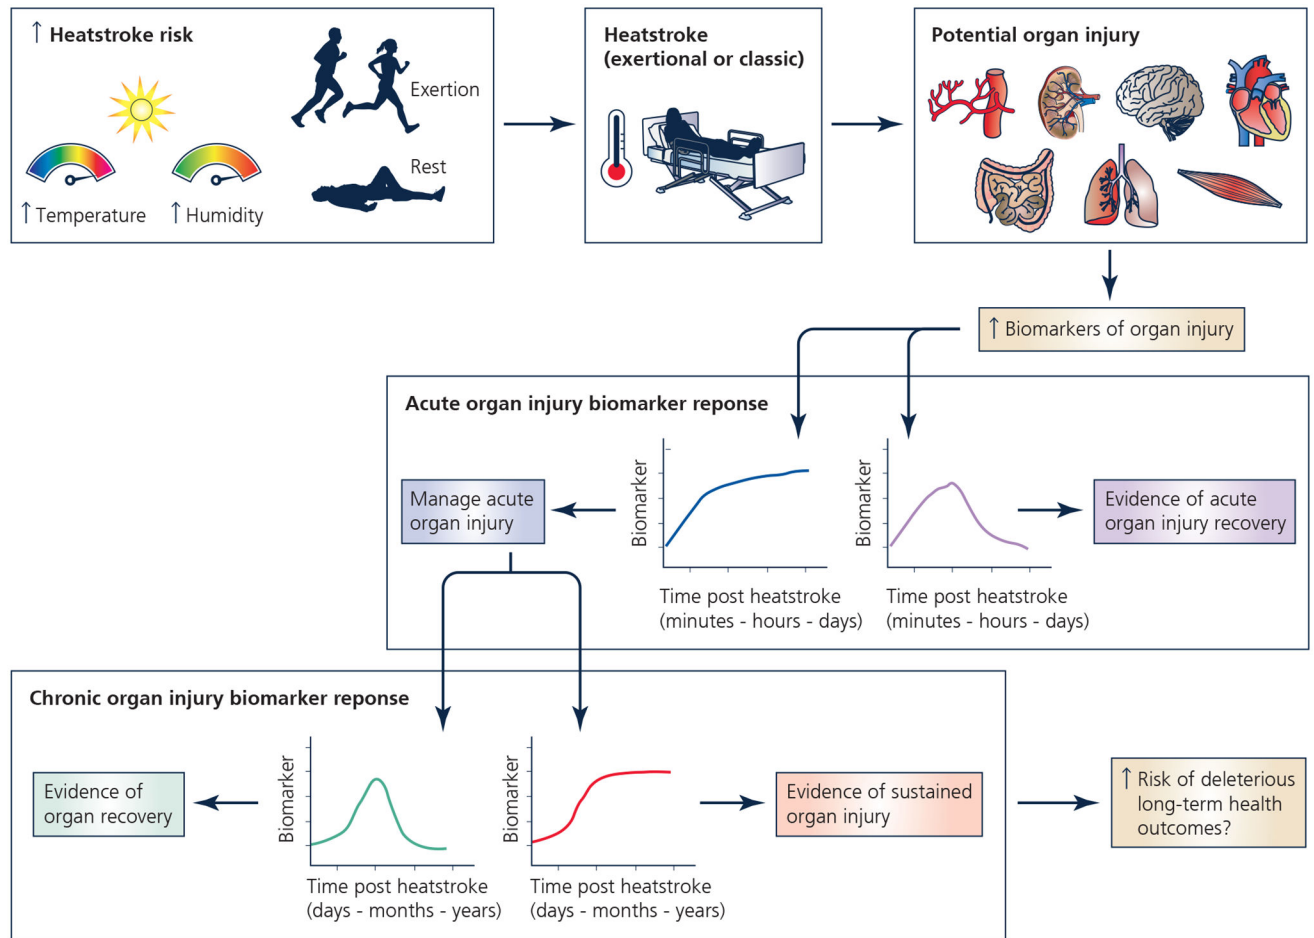 ↑ Heatstroke risk
Exertion
Rest
↑ Temperature
↑ Humidity
Heatstroke
(exertional or classic)
Potential organ injury
↑ Biomarkers of organ injury
Acute organ injury biomarker reponse
Manage acute
organ injury
Biomarker
Time post heatstroke
(minutes - hours - days)
Biomarker
Time post heatstroke
(minutes - hours - days)
Evidence of acute
organ injury recovery
Chronic organ injury biomarker reponse
Evidence of
organ recovery
Biomarker
Time post heatstroke
(days - months - years)
Biomarker
Time post heatstroke
(days - months - years)
Evidence of sustained
organ injury
↑ Risk of deleterious
long-term health
outcomes?